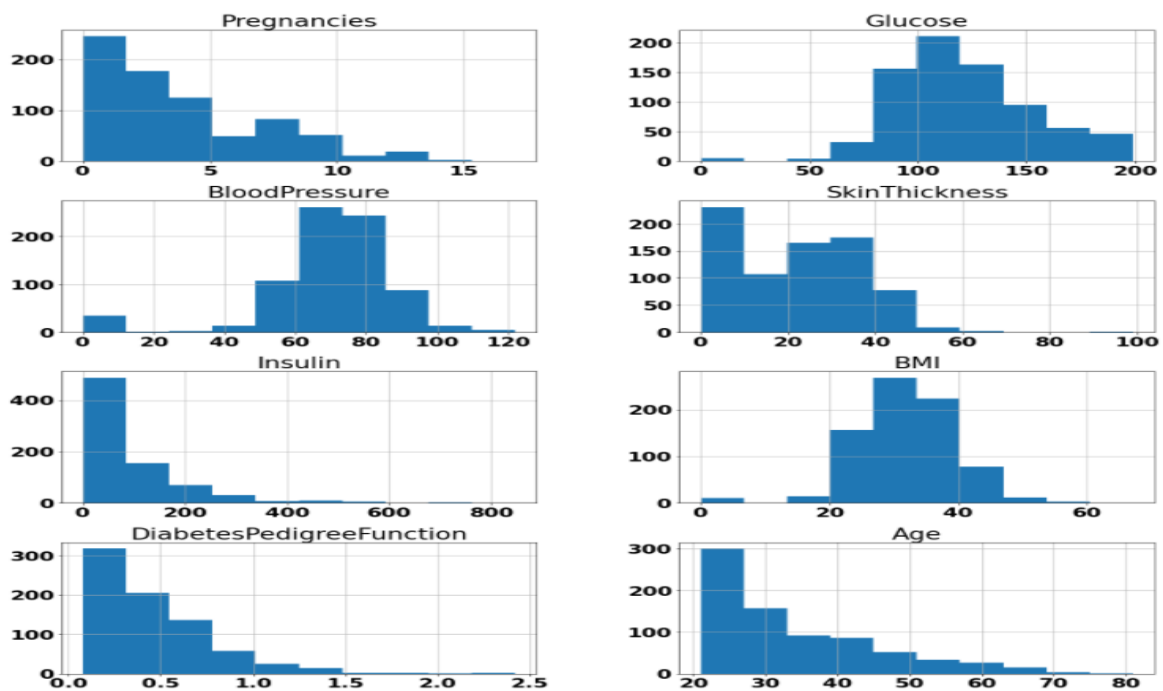 Pregnancies
200
100
0
0 5 10 15
Glucose
200
150
100
50
0
0 50 100 150 200
BloodPressure
200
100
0
0 20 40 60 80 100 120
SkinThickness
200
150
100
50
0
0 20 40 60 80 100
Insulin
400
200
0
0 200 400 600 800
BMI
200
100
0
0 20 40 60
DiabetesPedigreeFunction
300
200
100
0
0.0 0.5 1.0 1.5 2.0 2.5
Age
300
200
100
0
20 30 40 50 60 70 80